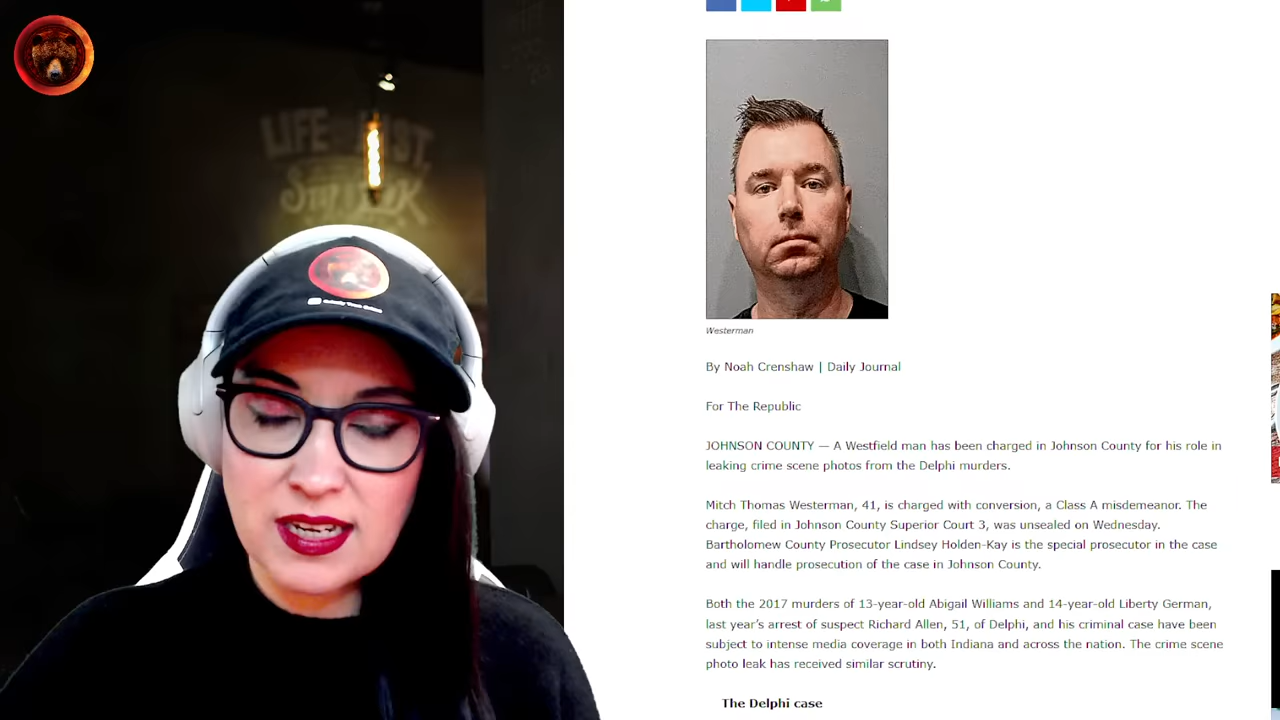 LIFE
Westerman
By Noah Crenshaw | Daily Journal
For The Republic
JOHNSON COUNTY — A Westfield man has been charged in Johnson County for his role in
leaking crime scene photos from the Delphi murders.
Mitch Thomas Westerman, 41, is charged with conversion, a Class A misdemeanor. The
charge, filed in Johnson County Superior Court 3, was unsealed on Wednesday.
Bartholomew County Prosecutor Lindsey Holden-Kay is the special prosecutor in the case
and will handle prosecution of the case in Johnson County.
Both the 2017 murders of 13-year-old Abigail Williams and 14-year-old Liberty German,
last year’s arrest of suspect Richard Allen, 51, of Delphi, and his criminal case have been
subject to intense media coverage in both Indiana and across the nation. The crime scene
photo leak has received similar scrutiny.
The Delphi case